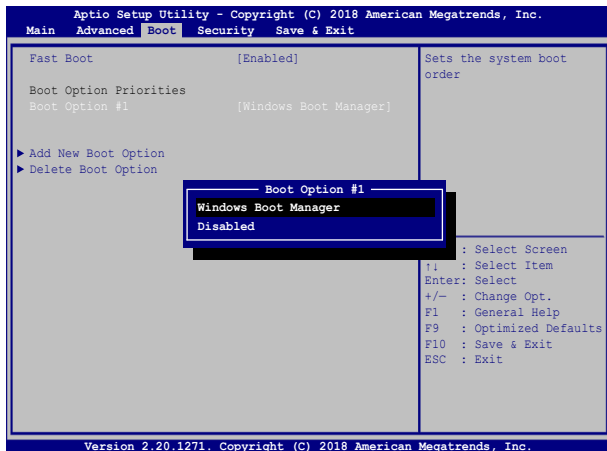 Aptio Setup Utility - Copyright (C) 2018 American Megatrends, Inc.
Main Advanced Boot Security Save & Exit
Fast Boot [Enabled]
Boot Option Priorities
Boot Option #1 [Windows Boot Manager]
▶ Add New Boot Option
▶ Delete Boot Option
Sets the system boot
order
Boot Option #1
Windows Boot Manager
Disabled
: Select Screen
↑↓ : Select Item
Enter: Select
+/— : Change Opt.
F1 : General Help
F9 : Optimized Defaults
F10 : Save & Exit
ESC : Exit
Version 2.20.1271. Copyright (C) 2018 American Megatrends, Inc.